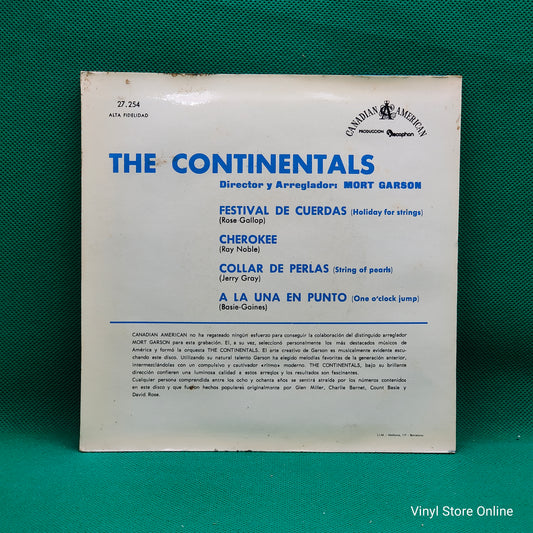 27.254
ALTA FIDELIDAD
CANADIAN AMERICAN
PRODUCCION Discophon
THE CONTINENTALS
Director y Arreglador: MORT GARSON
FESTIVAL DE CUERDAS (Holiday for strings)
(Rose Gallop)
CHEROKEE
(Ray Noble)
COLLAR DE PERLAS (String of pearls)
(Jerry Gray)
A LA UNA EN PUNTO (One o'clock jump)
(Basie-Gaines)
CANADIAN AMERICAN no ha regateado ningún esfuerzo para conseguir la colaboración del distinguido arreglador
MORT GARSON para esta grabación. El, a su vez, seleccionó personalmente los más destacados músicos de
América y formó la orquesta THE CONTINENTALS. El arte creativo de Garson es musicalmente evidente escu-
chando este disco. Utilizando su natural talento Garson ha elegido melodías favoritas de la generación anterior,
intermezclándolas con un compulsivo y cautivador «ritmo» moderno. THE CONTINENTALS, bajo su brillante
dirección confieren una luminosa calidad a estos arreglos y los resultados son fascinantes.
Cualquier persona comprendida entre los ocho y ochenta años se sentirá atraída por los números contenidos
en este disco y que fueron hechos populares originalmente por Glen Miller, Charlie Barnet, Count Basie y
David Rose.
Barcelona
Vinyl Store Online